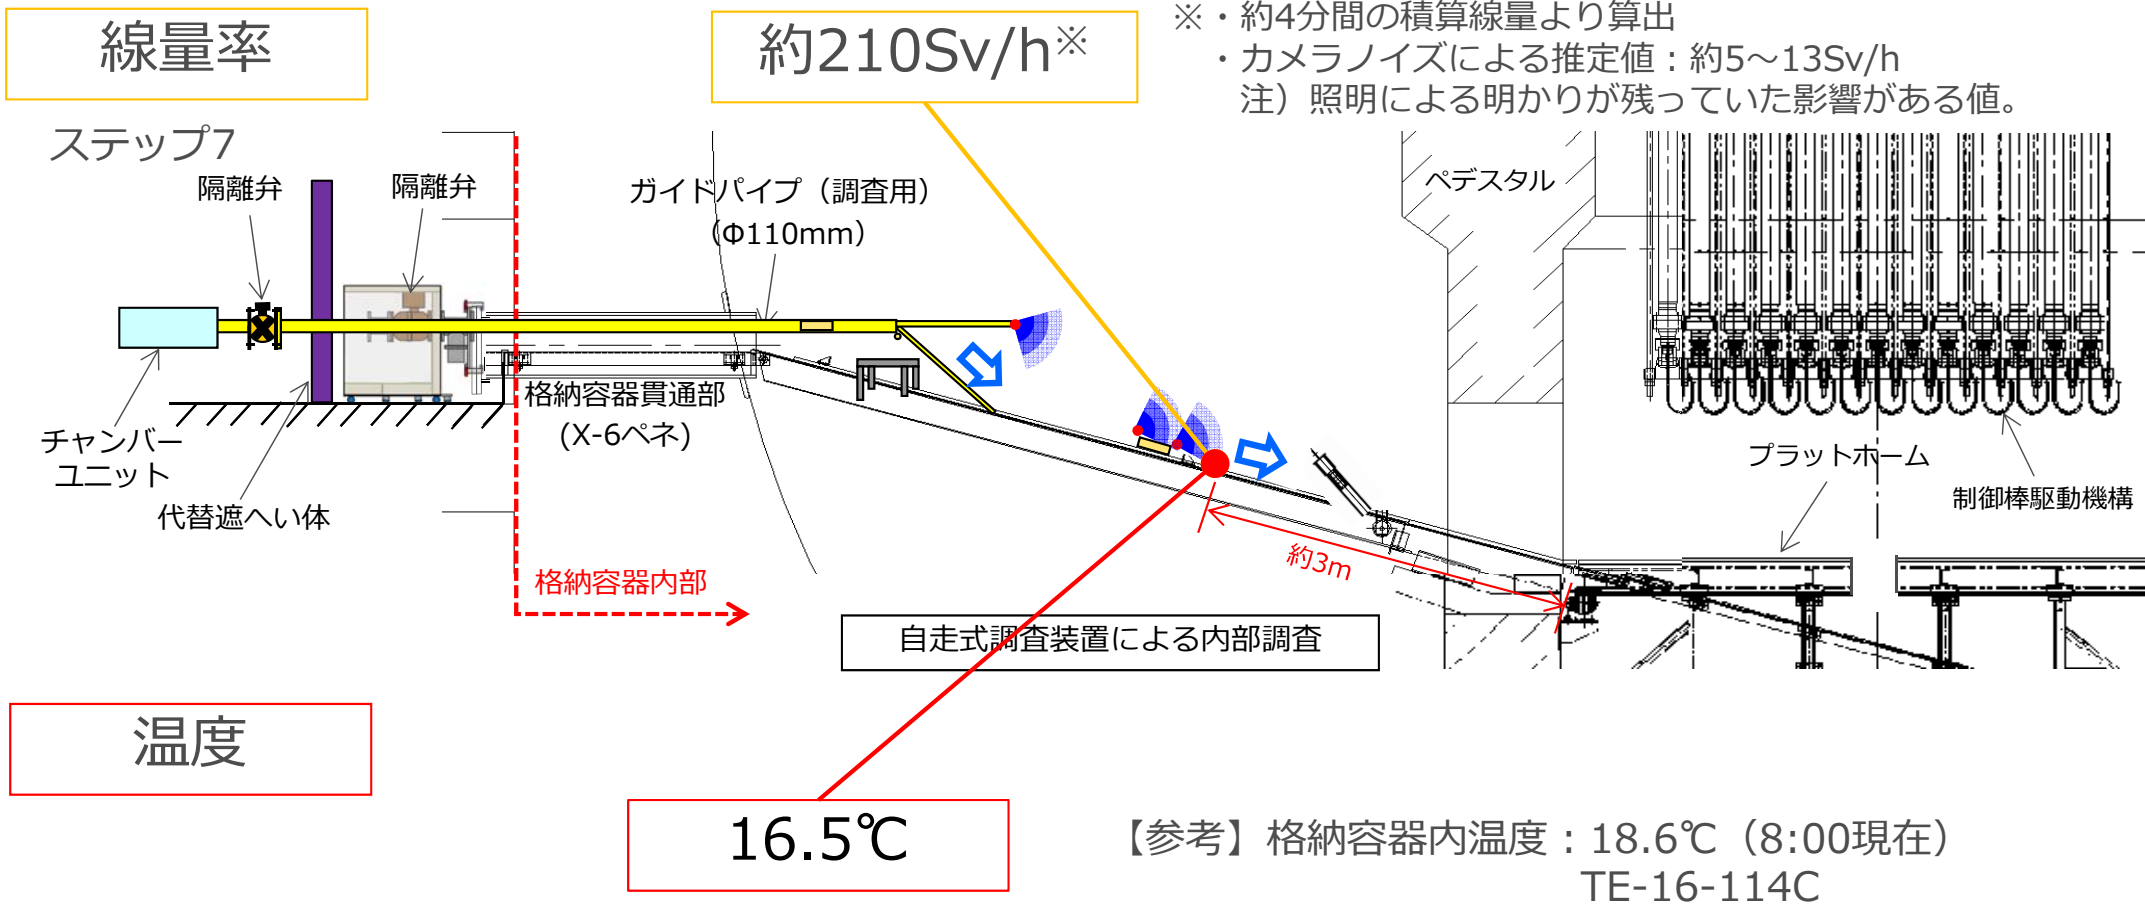 線量率
約210Sv/h※
※・約4分間の積算線量より算出
・カメラノイズによる推定値：約5～13Sv/h
注）照明による明かりが残っていた影響がある値。
ステップ7
隔離弁
隔離弁
ガイドパイプ（調査用）
（Φ110mm）
ペデスタル
格納容器貫通部
(X-6ペネ)
チャンバー
ユニット
代替遮へい体
プラットホーム
制御棒駆動機構
約3m
格納容器内部
自走式調査装置による内部調査
温度
16.5℃
【参考】格納容器内温度：18.6℃（8:00現在）
TE-16-114C